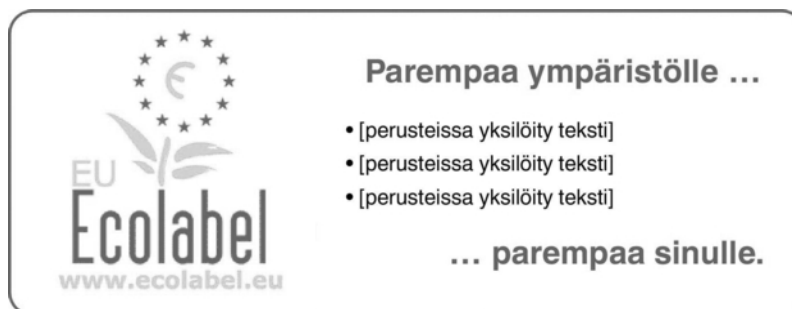 Parempaa ympäristölle …
• [perusteissa yksilöity teksti]
• [perusteissa yksilöity teksti]
• [perusteissa yksilöity teksti]
… parempaa sinulle.
EU
Ecolabel
www.ecolabel.eu